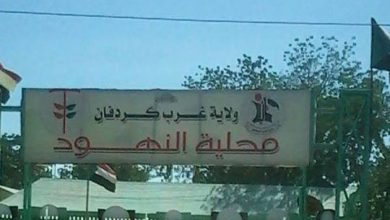 ولاية غرب كردفان
محلية النهود